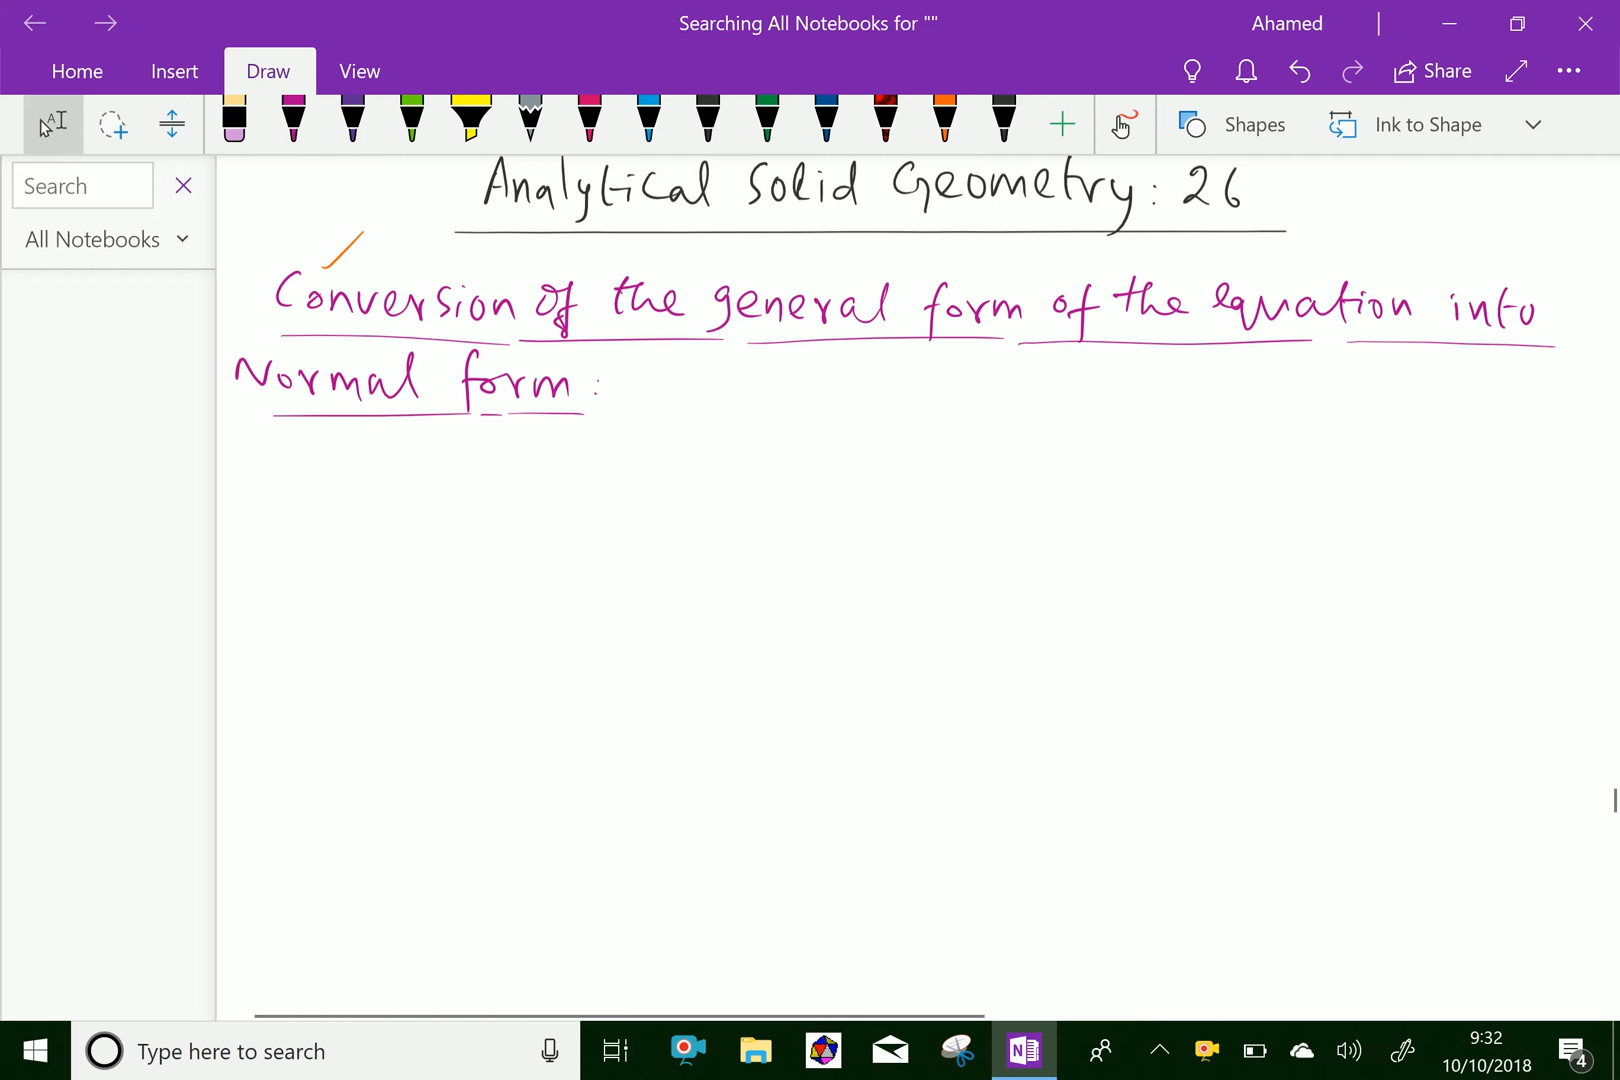 Searching All Notebooks for ""
Ahamed
Home Insert Draw View
Share
Shapes Ink to Shape
Search
All Notebooks
Analytical Solid Geometry: 26
Conversion of the general form of the equation into
Normal form:
Type here to search
N
9:32
10/10/2018
4